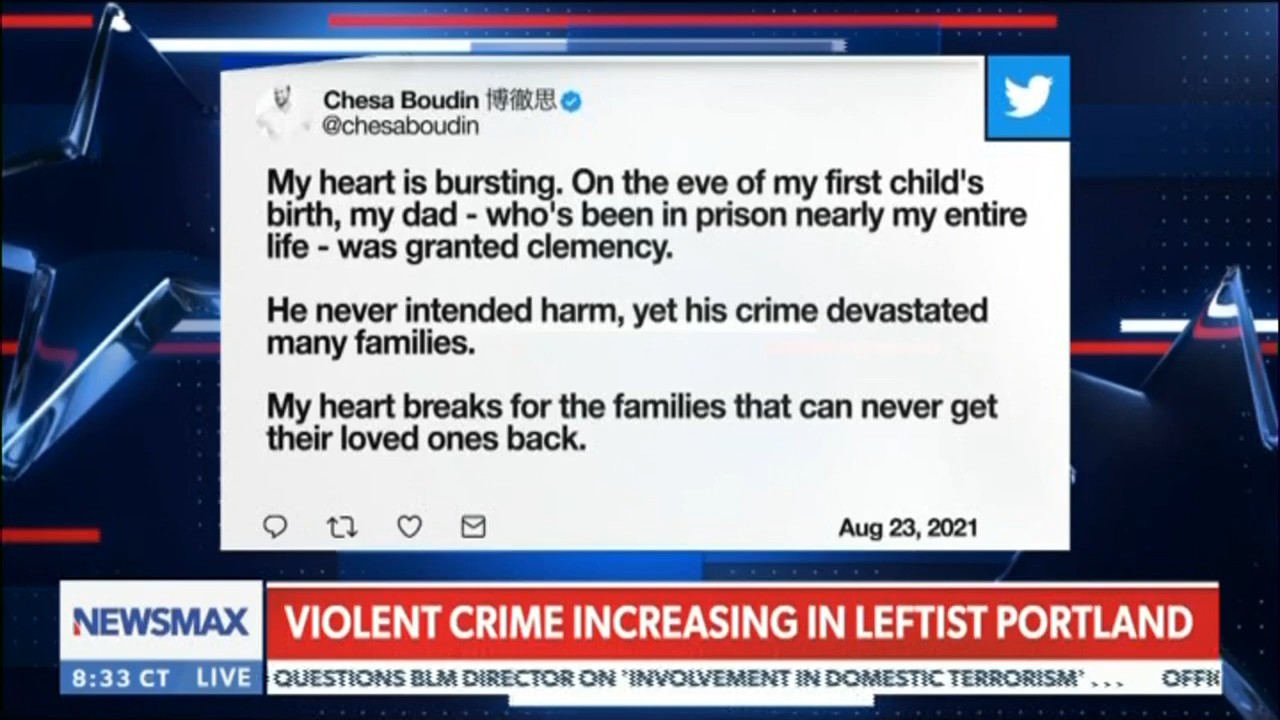 Chesa Boudin 博徹思
@chesaboudin
My heart is bursting. On the eve of my first child's
birth, my dad - who's been in prison nearly my entire
life - was granted clemency.
He never intended harm, yet his crime devastated
many families.
My heart breaks for the families that can never get
their loved ones back.
Aug 23, 2021
NEWSMAX
VIOLENT CRIME INCREASING IN LEFTIST PORTLAND
8:33 CT LIVE
QUESTIONS BLM DIRECTOR ON "INVOLVEMENT IN DOMESTIC TERRORISM" . . .